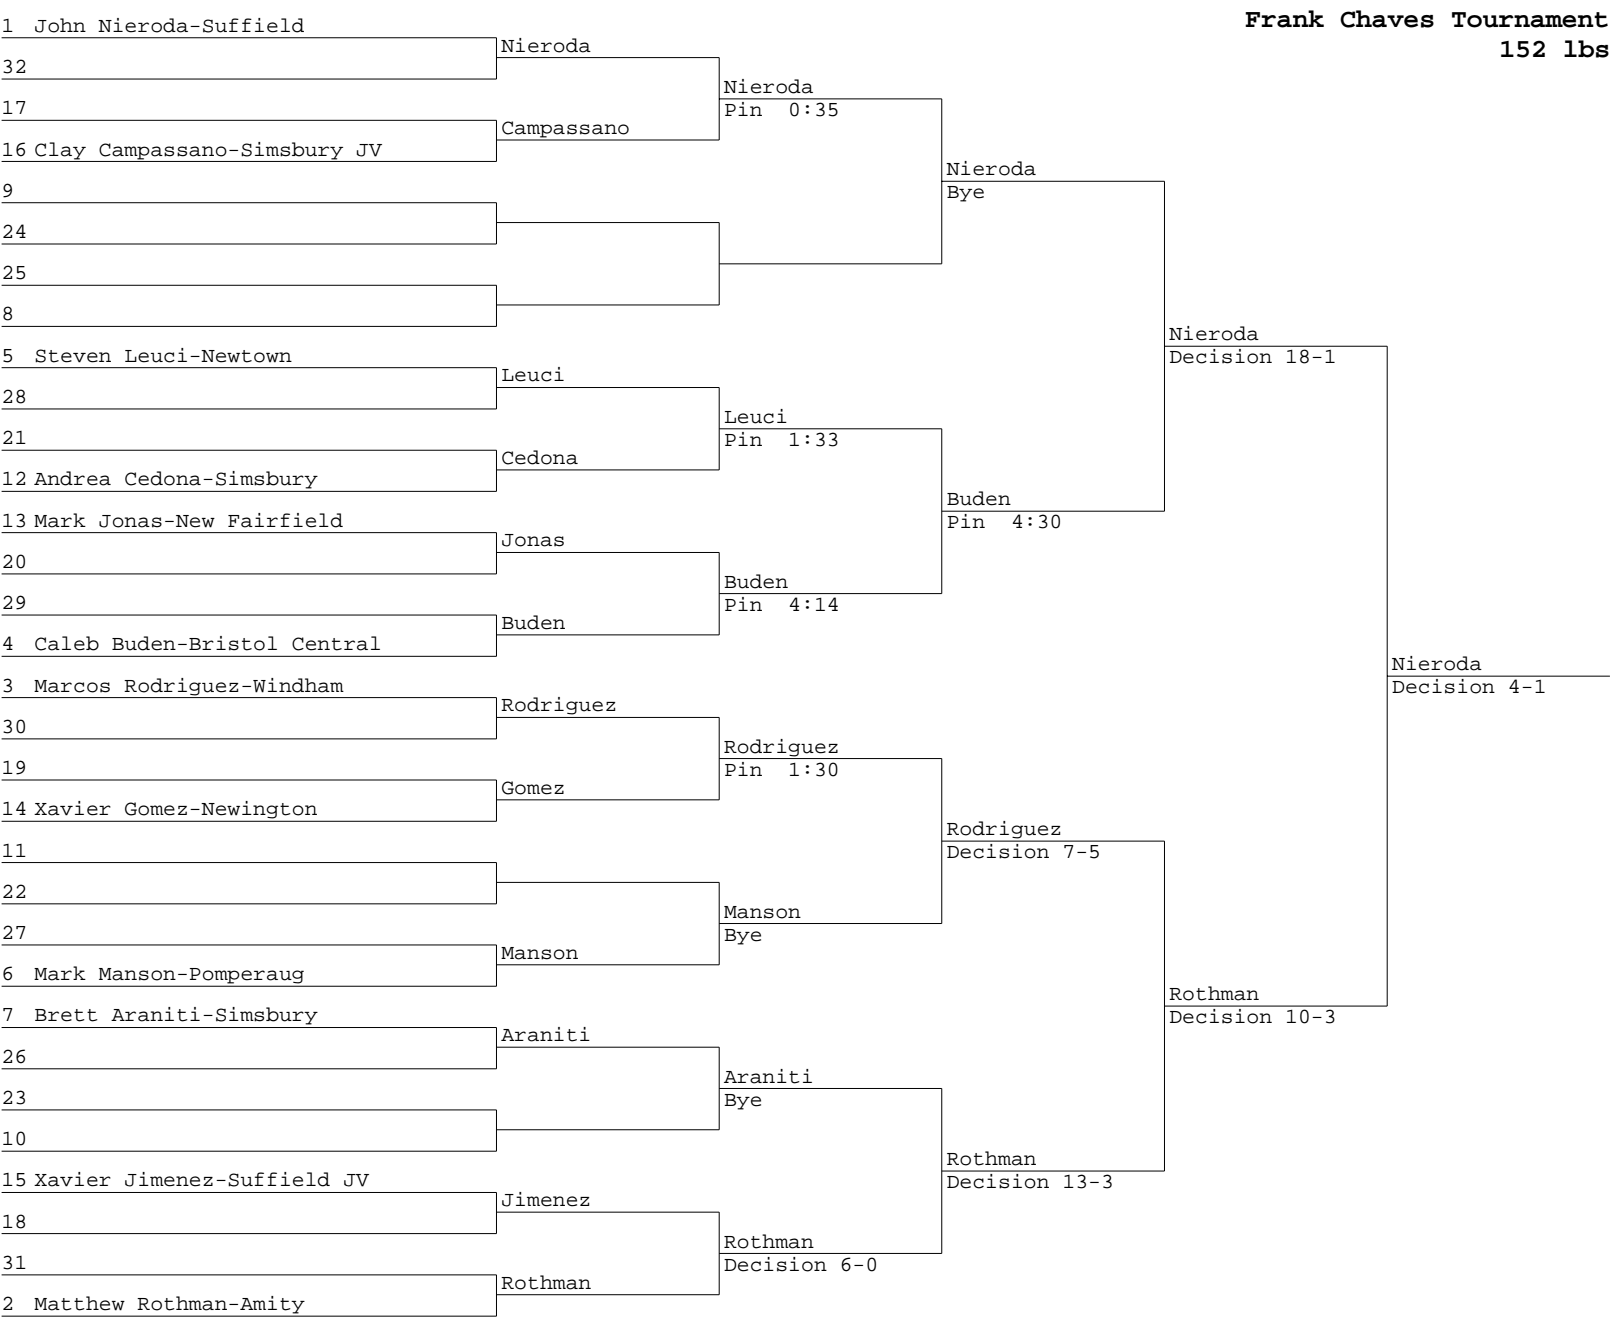 Frank Chaves Tournament
152 lbs
1 John Nieroda-Suffield
32
17
16 Clay Campassano-Simsbury JV
9
24
25
8
5 Steven Leuci-Newtown
28
21
12 Andrea Cedona-Simsbury
13 Mark Jonas-New Fairfield
20
29
4 Caleb Buden-Bristol Central
3 Marcos Rodriguez-Windham
30
19
14 Xavier Gomez-Newington
11
22
27
6 Mark Manson-Pomperaug
7 Brett Araniti-Simsbury
26
23
10
15 Xavier Jimenez-Suffield JV
18
31
2 Matthew Rothman-Amity
Nieroda
Campassano
Leuci
Cedona
Jonas
Buden
Rodriguez
Gomez
Manson
Araniti
Jimenez
Rothman
Nieroda
Pin 0:35
Leuci
Pin 1:33
Buden
Pin 4:14
Rodriguez
Pin 1:30
Manson
Bye
Araniti
Bye
Rothman
Decision 6-0
Nieroda
Bye
Buden
Pin 4:30
Rodriguez
Decision 7-5
Rothman
Decision 13-3
Nieroda
Decision 18-1
Rothman
Decision 10-3
Nieroda
Decision 4-1